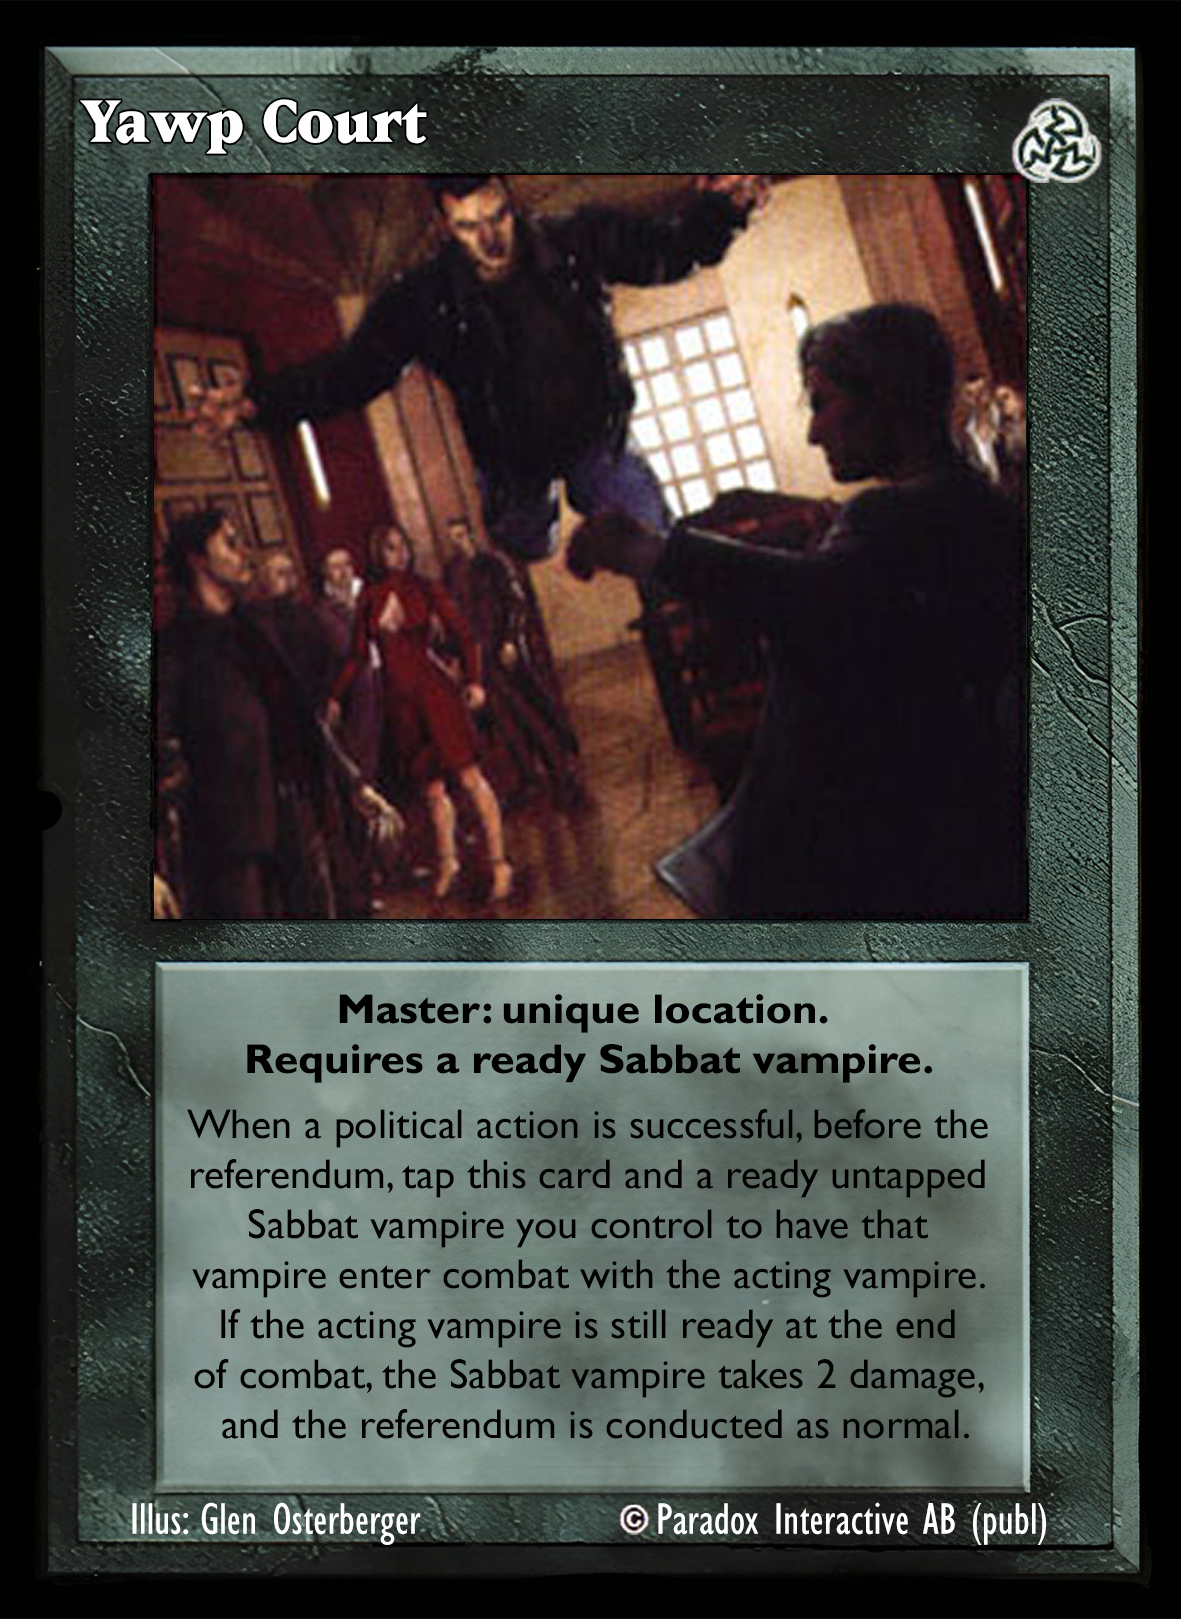 Yawp Court
Master: unique location.
Requires a ready Sabbat vampire.
When a political action is successful, before the
referendum, tap this card and a ready untapped
Sabbat vampire you control to have that
vampire enter combat with the acting vampire.
If the acting vampire is still ready at the end
of combat, the Sabbat vampire takes 2 damage,
and the referendum is conducted as normal.
Illus: Glen Osterberger © Paradox Interactive AB (publ)